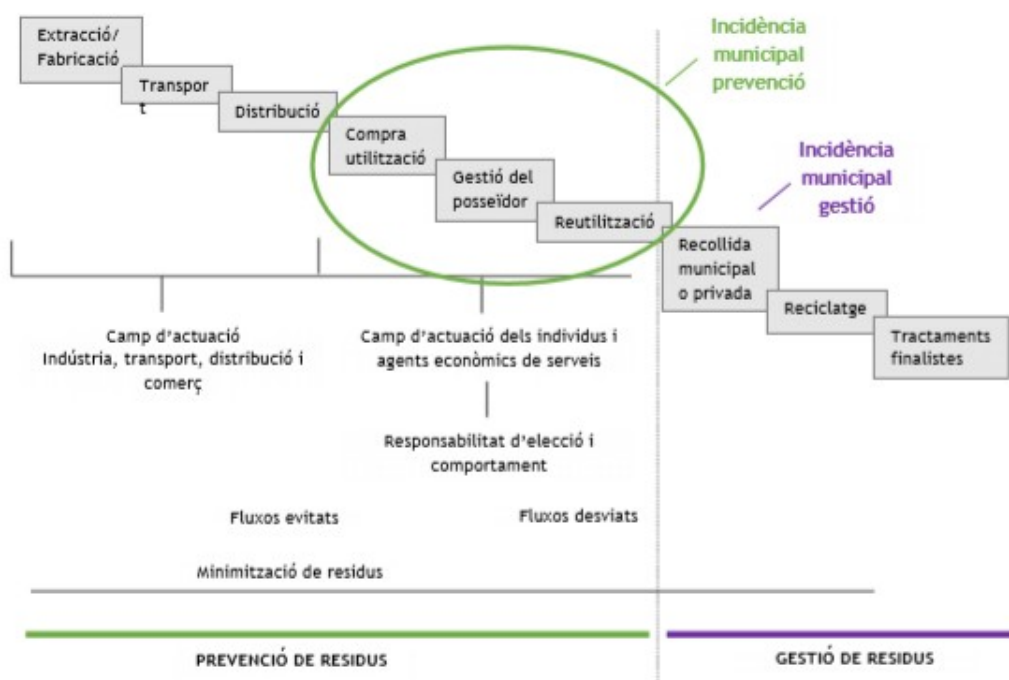 Extracció/
Fabricació
Transpor
t
Distribució
Compra
utilització
Gestió del
posseïdor
Reutilització
Incidència
municipal
prevenció
Incidència
municipal
gestió
Recollida
municipal
o privada
Reciclatge
Tractaments
finalistes
Camp d'actuació
Indústria, transport, distribució i
comerç
Camp d'actuació dels individus i
agents econòmics de serveis
Responsabilitat d'elecció i
comportament
Fluxos evitats
Fluxos desviats
Minimització de residus
PREVENCIÓ DE RESIDUS
GESTIÓ DE RESIDUS